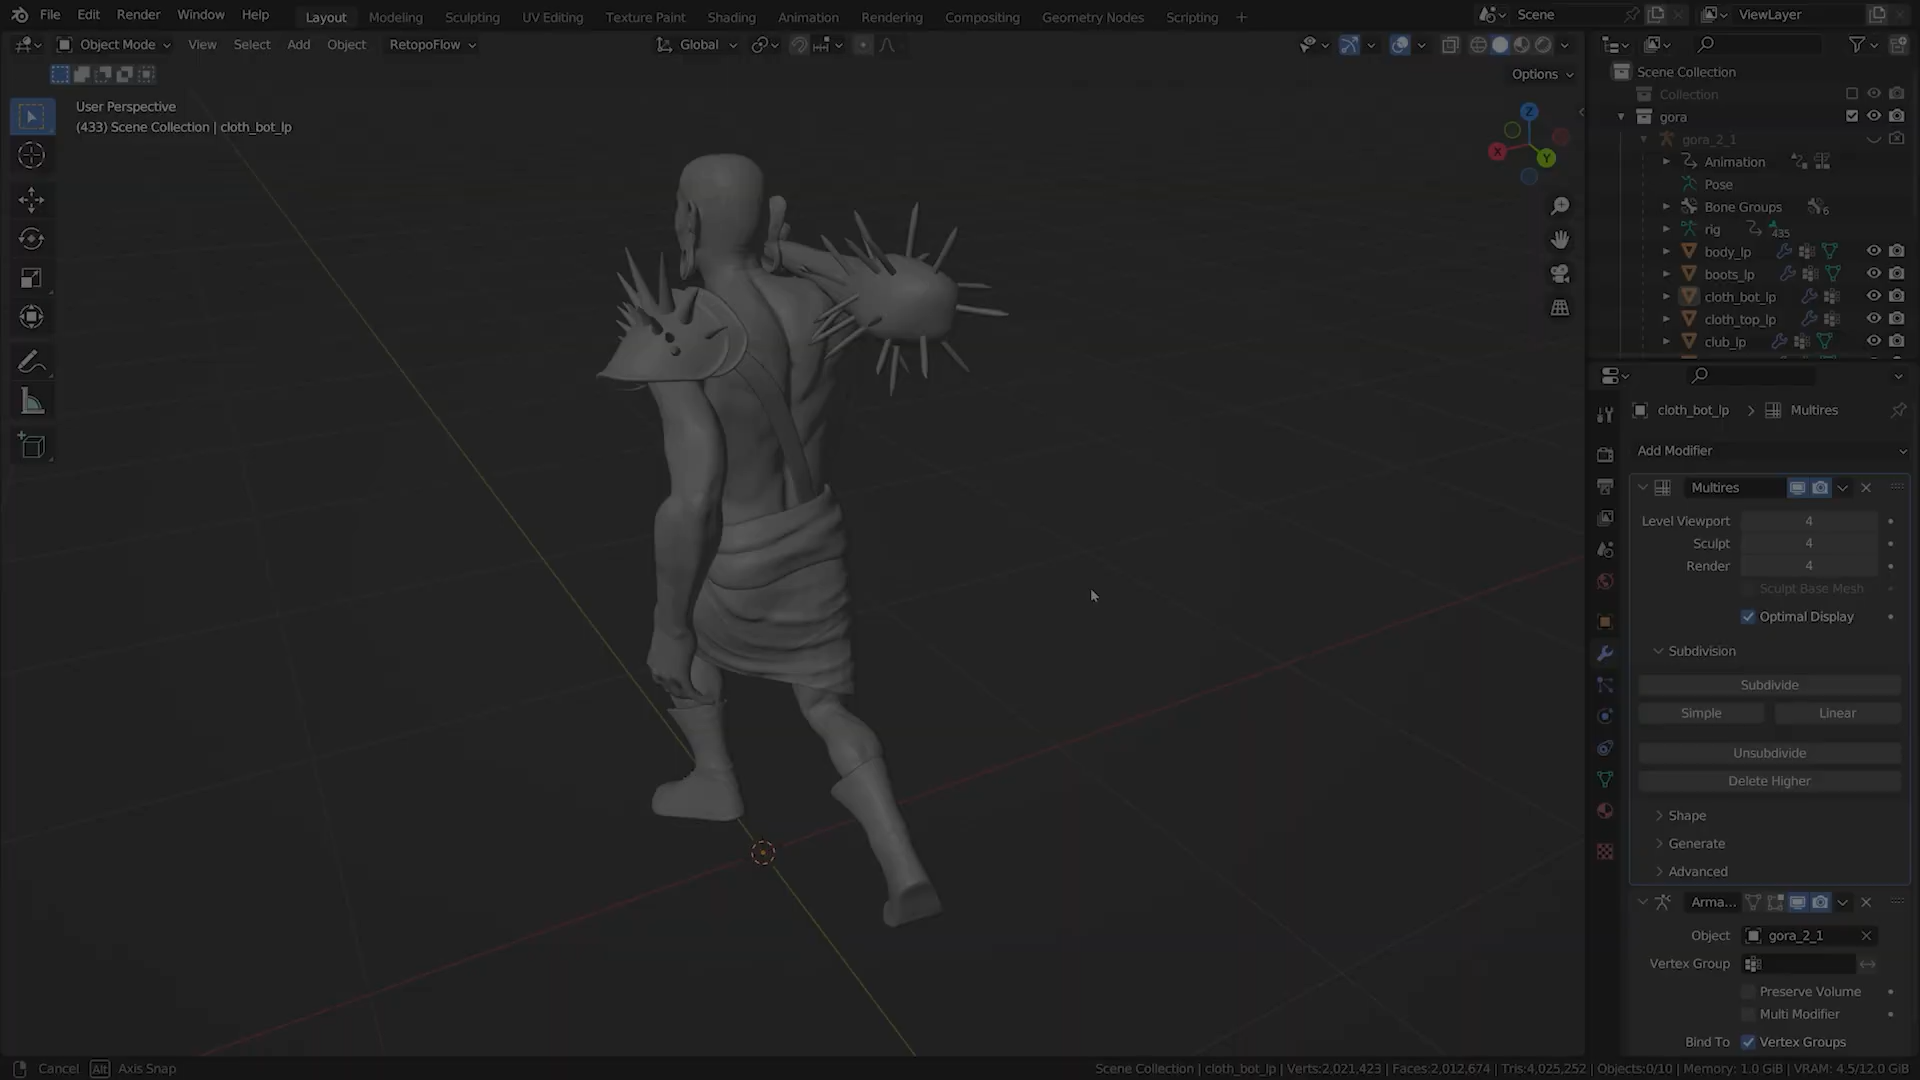 File Edit Render Window Help Layout Modeling Sculpting UV Editing Texture Paint Shading Animation Rendering Compositing Geometry Nodes Scripting + Scene ViewLayer
Object Mode View Select Add Object RetopoFlow Global
Options
User Perspective
(433) Scene Collection | cloth_bot_lp
Z
X
Y
Scene Collection
Collection
gora
gora_2_1
Animation
Pose
Bone Groups 6
rig 435
body_lp
boots_lp
cloth_bot_lp
cloth_top_lp
club_lp
cloth_bot_lp > Multires
Add Modifier
Multires
Level Viewport 4
Sculpt 4
Render 4
Sculpt Base Mesh
Optimal Display
Subdivision
Subdivide
Simple Linear
Unsubdivide
Delete Higher
Shape
Generate
Advanced
Arma...
Object gora_2_1
Vertex Group
Preserve Volume
Multi Modifier
Bind To Vertex Groups
Cancel Alt Axis Snap
Scene Collection | cloth_bot_lp | Verts:2,021,423 | Faces:2,012,674 | Tris:4,025,252 | Objects:0/10 | Memory: 1.0 GiB | VRAM: 4.5/12.0 GiB